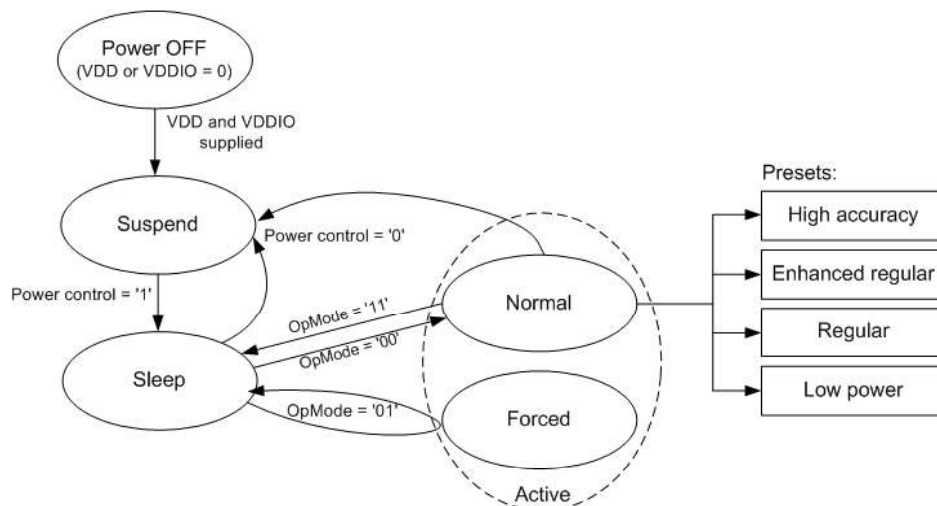 Power OFF
(VDD or VDDIO = 0)
VDD and VDDIO
supplied
Suspend
Power control = '0'
Power control = '1'
Sleep
OpMode = '11'
OpMode = '00'
OpMode = '01'
Normal
Forced
Active
Presets:
High accuracy
Enhanced regular
Regular
Low power